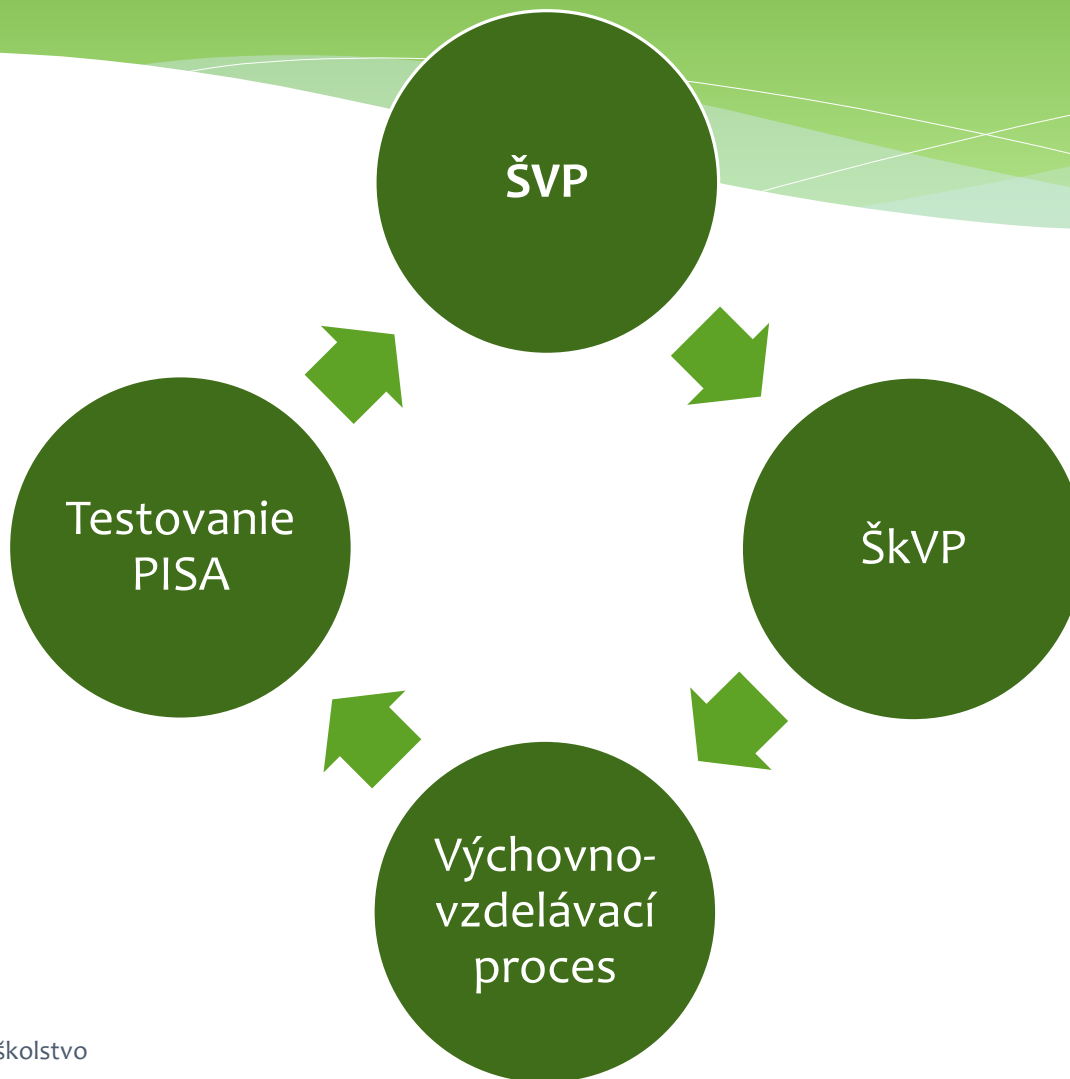 ŠVP
Testovanie
PISA
ŠkVP
Výchovno-
vzdelávací
proces
školstvo